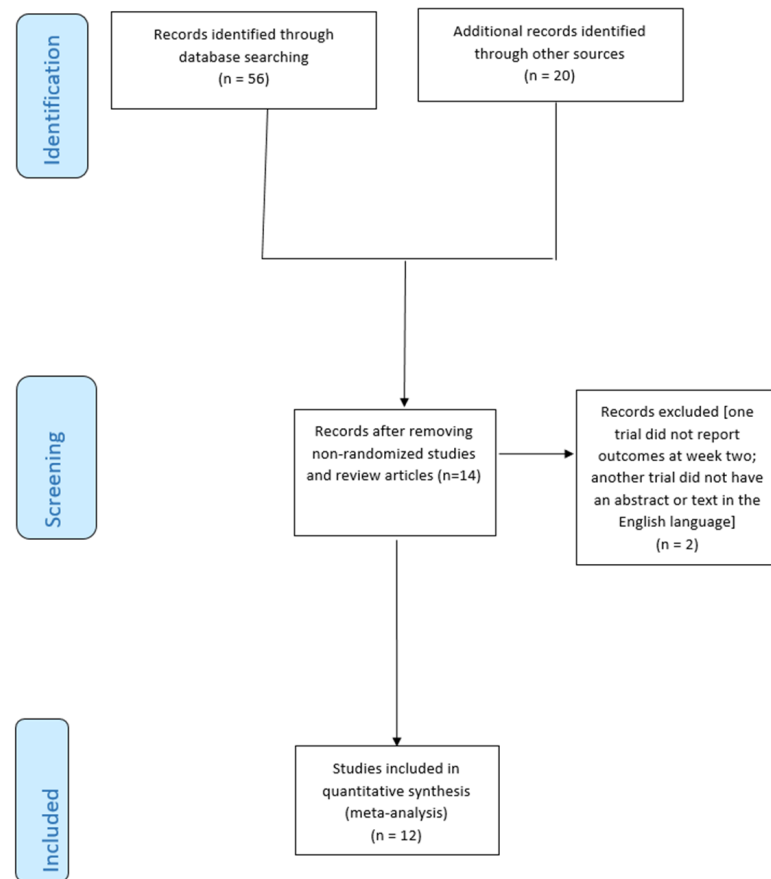 Identification
Records identified through
database searching
(n = 56)
Additional records identified
through other sources
(n = 20)
Screening
Records after removing
non-randomized studies
and review articles (n=14)
Records excluded [one
trial did not report
outcomes at week two;
another trial did not have
an abstract or text in the
English language]
(n = 2)
Included
Studies included in
quantitative synthesis
(meta-analysis)
(n = 12)